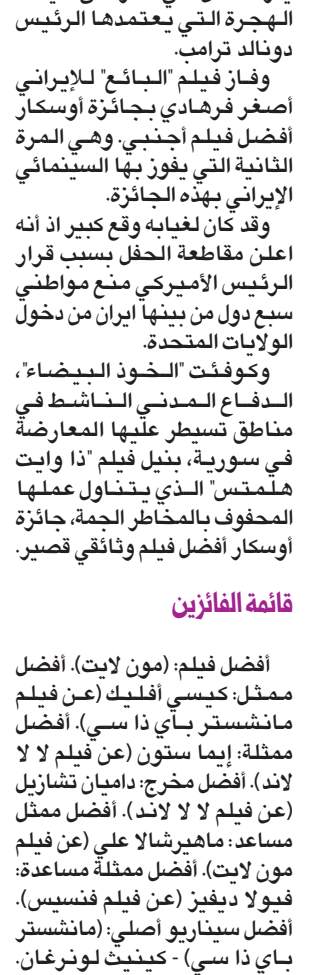 الهجرة التي يعتمدها الرئيس
دونالد ترامب.
وفاز فيلم "البائع" للإيراني
أصغر فرهادي بجائزة أوسكار
أفضل فيلم أجنبي. وهي المرة
الثانية التي يفوز بها السينمائي
الإيراني بهذه الجائزة.
وقد كان لغيابه وقع كبير اذ أنه
اعلن مقاطعة الحفل بسبب قرار
الرئيس الأميركي منع مواطني
سبع دول من بينها ايران من دخول
الولايات المتحدة.
وكوفئت "الخوذ البيضاء"،
الدفاع المدني الناشط في
مناطق تسيطر عليها المعارضة
في سورية، بنيل فيلم "ذا وايت
هلمتس" الذي يتناول عملها
المحفوف بالمخاطر الجمة، جائزة
أوسكار أفضل فيلم وثائقي قصير.
قائمة الفائزين
أفضل فيلم: (مون لايت). أفضل
ممثل: كيسي أفليك (عن فيلم
مانشستر باي ذا سي). أفضل
ممثلة: إيما ستون (عن فيلم لا لا
لاند). أفضل مخرج: داميان تشازيل
(عن فيلم لا لا لاند). أفضل ممثل
مساعد: ماهيرشالا علي (عن فيلم
مون لايت). أفضل ممثلة مساعدة:
فيولا ديفيز (عن فيلم فنسيس).
أفضل سيناريو أصلي: (مانشستر
باي ذا سي) - كينيث لونرغان.